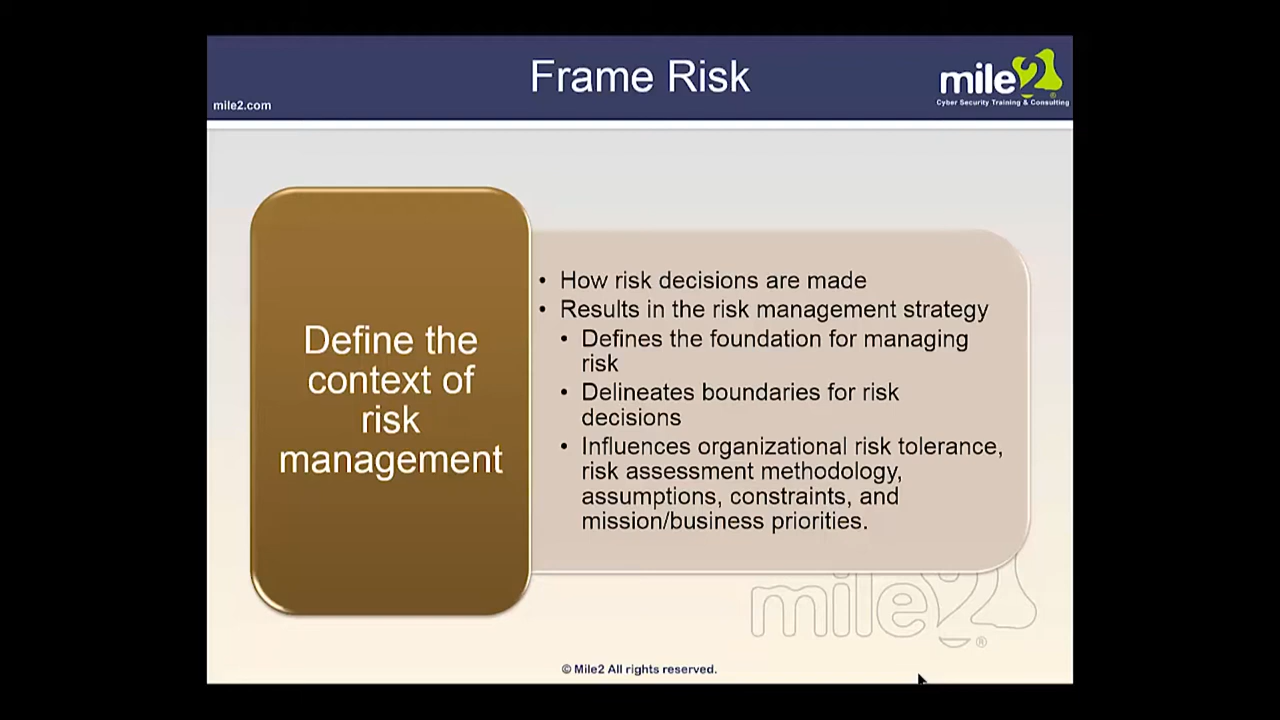 Frame Risk
mile2
Cyber Security Training & Consulting
mile2.com
Define the
context of
risk
management
• How risk decisions are made
• Results in the risk management strategy
• Defines the foundation for managing
risk
• Delineates boundaries for risk
decisions
• Influences organizational risk tolerance,
risk assessment methodology,
assumptions, constraints, and
mission/business priorities.
mile2®
© Mile2 All rights reserved.